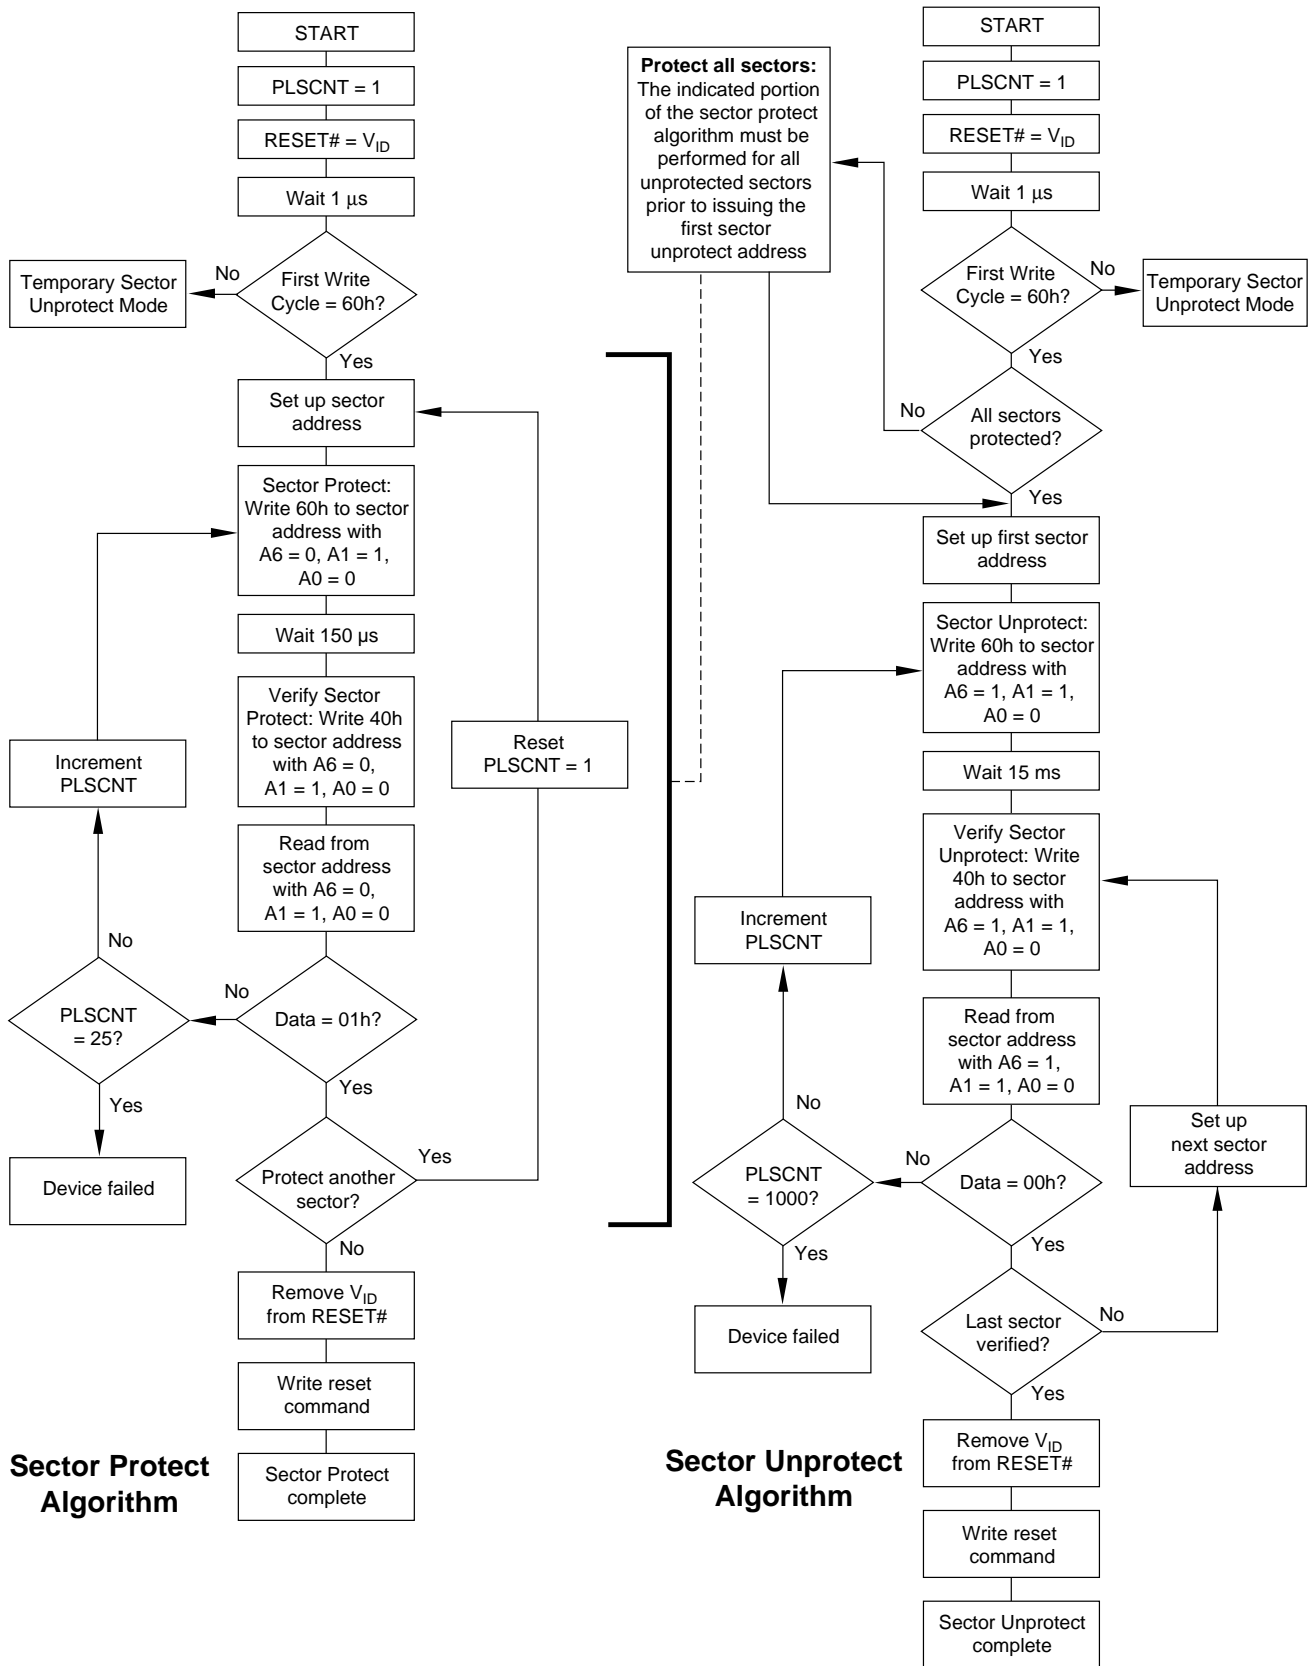 START
PLSCNT = 1
RESET# = VID
Wait 1 μs
First Write
Cycle = 60h?
No
Temporary Sector
Unprotect Mode
Yes
Set up sector
address
Sector Protect:
Write 60h to sector
address with
A6 = 0, A1 = 1,
A0 = 0
Wait 150 µs
Verify Sector
Protect: Write 40h
to sector address
with A6 = 0,
A1 = 1, A0 = 0
Reset
PLSCNT = 1
Increment
PLSCNT
Read from
sector address
with A6 = 0,
A1 = 1, A0 = 0
No
PLSCNT
= 25?
No
Data = 01h?
Yes
Yes
Device failed
Protect another
sector?
Yes
No
Remove VID
from RESET#
Write reset
command
Sector Protect
complete
Sector Protect
Algorithm
Protect all sectors:
The indicated portion
of the sector protect
algorithm must be
performed for all
unprotected sectors
prior to issuing the
first sector
unprotect address
START
PLSCNT = 1
RESET# = VID
Wait 1 μs
First Write
Cycle = 60h?
No
Temporary Sector
Unprotect Mode
Yes
No
All sectors
protected?
Yes
Set up first sector
address
Sector Unprotect:
Write 60h to sector
address with
A6 = 1, A1 = 1,
A0 = 0
Wait 15 ms
Verify Sector
Unprotect: Write
40h to sector
address with
A6 = 1, A1 = 1,
A0 = 0
Increment
PLSCNT
Read from
sector address
with A6 = 1,
A1 = 1, A0 = 0
No
Set up
next sector
address
PLSCNT
= 1000?
No
Data = 00h?
Yes
Yes
Device failed
Last sector
verified?
No
Yes
Remove VID
from RESET#
Write reset
command
Sector Unprotect
complete
Sector Unprotect
Algorithm